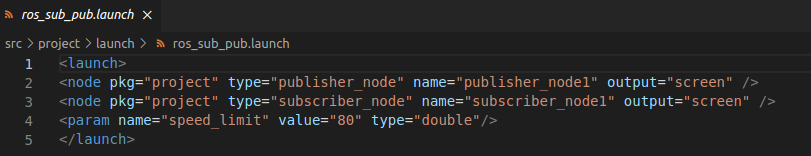 ros_sub_pub.launch ×
src > project > launch > ros_sub_pub.launch
1 <launch>
2 <node pkg="project" type="publisher_node" name="publisher_node1" output="screen" />
3 <node pkg="project" type="subscriber_node" name="subscriber_node1" output="screen" />
4 <param name="speed_limit" value="80" type="double"/>
5 </launch>